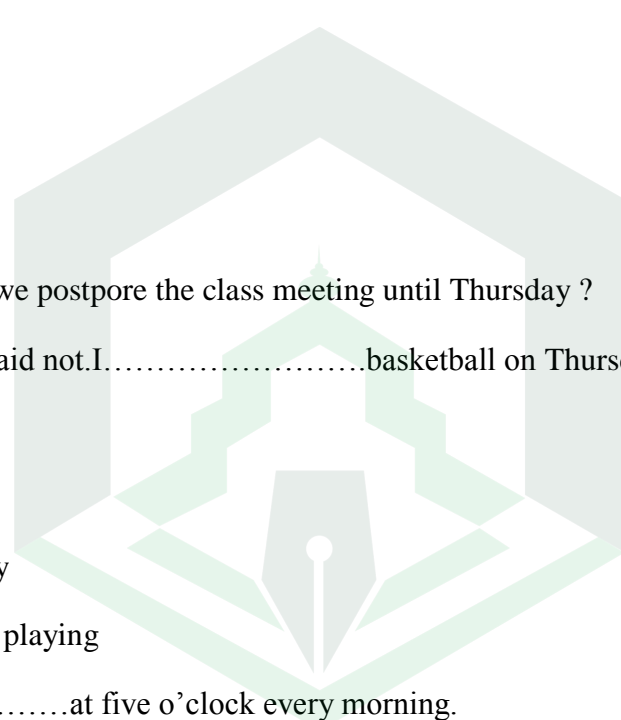 we postpore the class meeting until Thursday ?
aid not.I…………………….basketball on Thurs
y
playing
……..at five o’clock every morning.